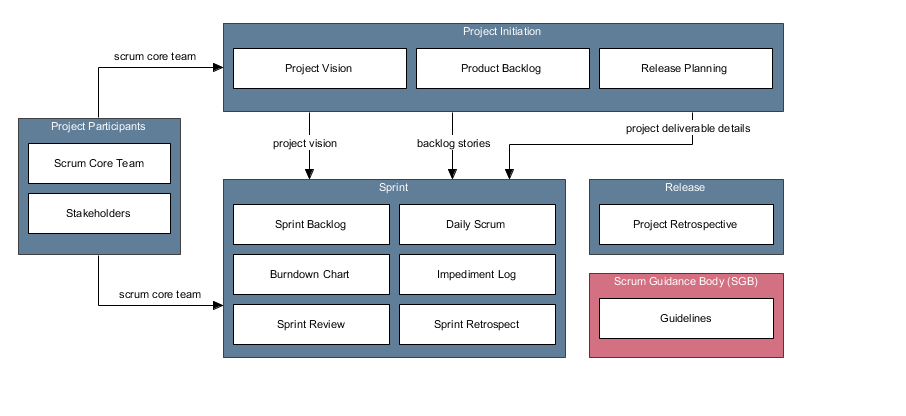 Project Initiation
scrum core team
Project Vision
Product Backlog
Release Planning
Project Participants
project deliverable details
project vision
backlog stories
Scrum Core Team
Sprint
Release
Stakeholders
Sprint Backlog
Daily Scrum
Project Retrospective
Burndown Chart
Impediment Log
Scrum Guidance Body (SGB)
scrum core team
Guidelines
Sprint Review
Sprint Retrospect